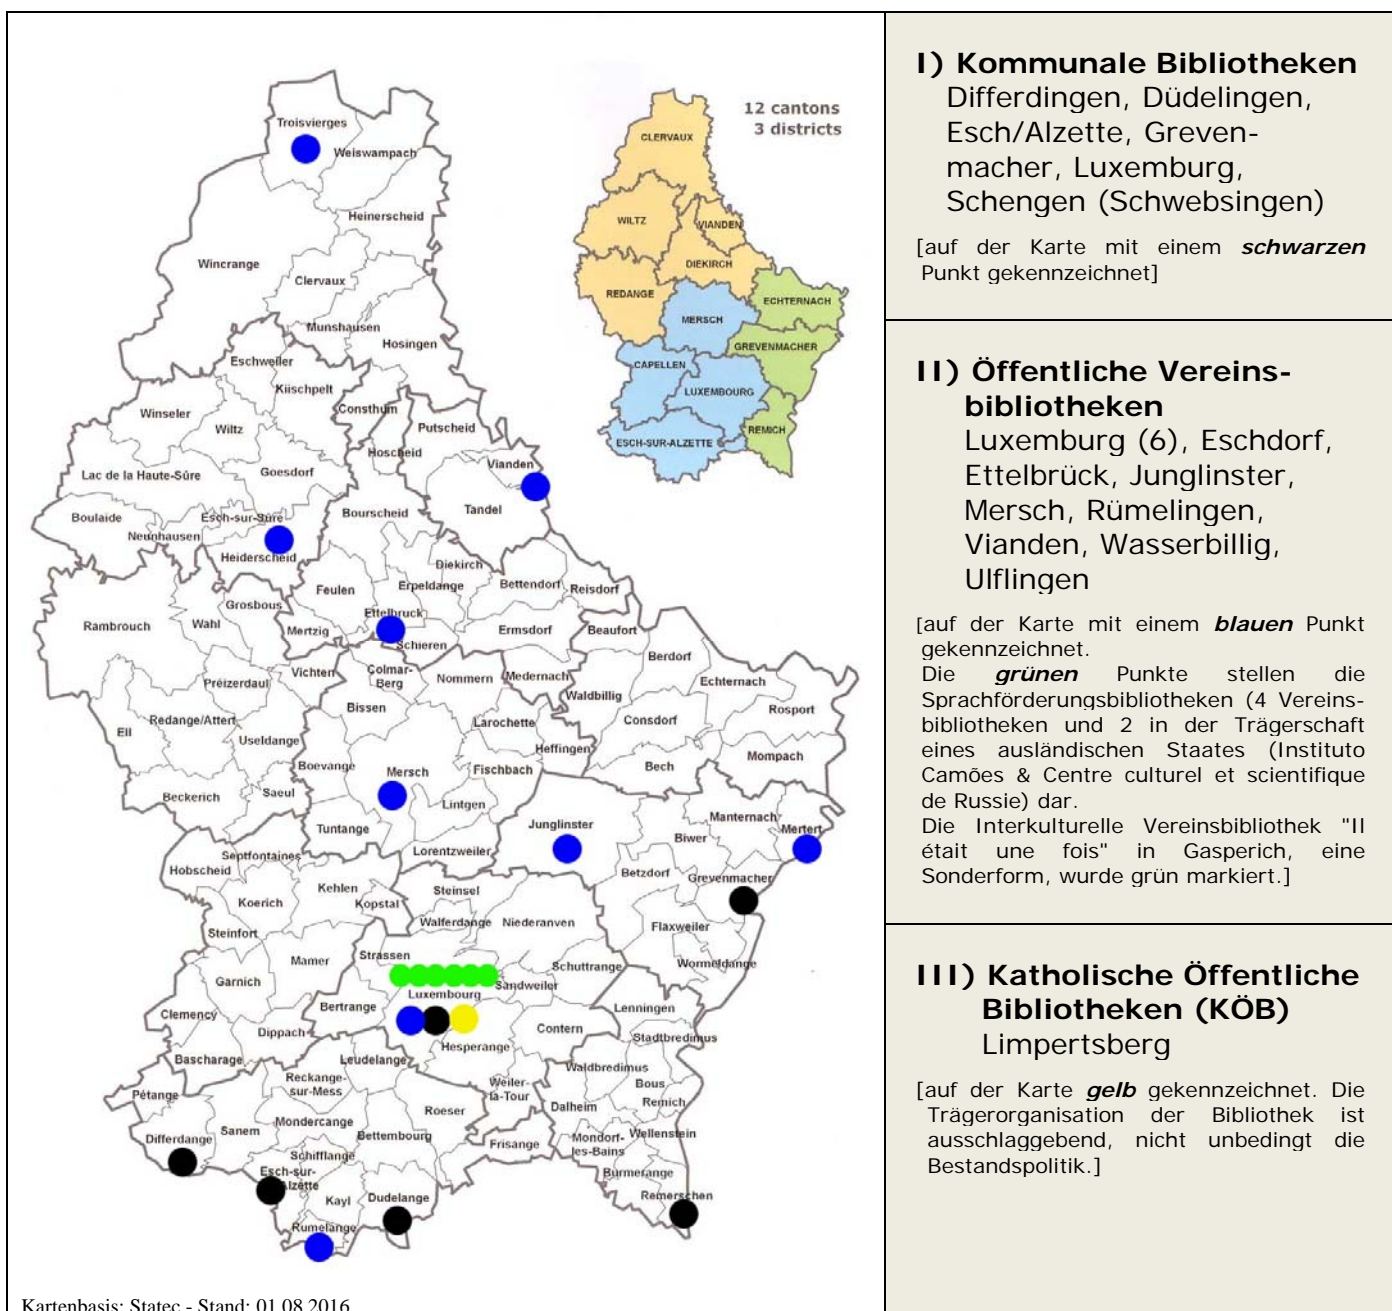 12 cantons
3 districts
CLERVAUX
WILTZ
VIANDEN
DIEKIRCH
REDANGE
ECHTERNACH
MERSCH
GREVENMACHER
CAPELLEN
LUXEMBOURG
REMICH
ESCH-SUR-ALZETTE
Troisvierges
Weiswampach
Heinerscheid
Wincrange
Clervaux
Munshausen
Hosingen
Eschweiler
Kiischpelt
Consthum
Winseler
Wiltz
Putscheid
Hoscheid
Vianden
Lac de la Haute-Sûre
Goesdorf
Tandel
Boulaide
Esch-sur-Sûre
Bourscheid
Neunhausen
Heiderscheid
Diekirch
Feulen
Erpeldange
Bettendorf
Reisdorf
Grosbous
Rambrouch
Wahl
Ettelbruck
Mertzig
Schieren
Ermsdorf
Beaufort
Berdorf
Vichten
Colmar-
Berg
Nommern
Medernach
Echternach
Préizerdaul
Waldbillig
Bissen
Rosport
Redange/Attert
Larochette
Consdorf
Ell
Useldange
Heffingen
Mompach
Boevange
Mersch
Fischbach
Bech
Beckerich
Saeul
Lintgen
Manternach
Tuntange
Junglinster
Biwer
Mertert
Lorentzweiler
Septfontaines
Hobscheid
Betzdorf
Grevenmacher
Kehlen
Steinsel
Koerich
Kopstal
Walferdange
Niederanven
Flaxweiler
Steinfort
Strassen
Mamer
Schuttrange
Wormeldange
Garnich
Sandweiler
Luxembourg
Bertrange
Lenningen
Clemency
Contern
Dippach
Stadtbredimus
Hesperange
Bascharage
Leudelange
Waldbredimus
Reckange-
sur-Mess
Weiler-
la-Tour
Bous
Pétange
Remich
Roeser
Dalheim
Mondercange
Sanem
Differdange
Bettembourg
Frisange
Mondorf-
les-Bains
Wellenstein
Schifflange
Esch-sur-
Alzette
Burmerange
Kayl
Dudelange
Remerschen
Rumelange
Kartenbasis: Statec - Stand: 01.08.2016
I) Kommunale Bibliotheken
Differdingen, Düdelingen,
Esch/Alzette, Greven-
macher, Luxemburg,
Schengen (Schwebsingen)
[auf der Karte mit einem schwarzen
Punkt gekennzeichnet]
II) Öffentliche Vereins-
bibliotheken
Luxemburg (6), Eschdorf,
Ettelbrück, Junglinster,
Mersch, Rümelingen,
Vianden, Wasserbillig,
Ulflingen
[auf der Karte mit einem blauen Punkt
gekennzeichnet.
Die grünen Punkte stellen die
Sprachförderungsbibliotheken (4 Vereins-
bibliotheken und 2 in der Trägerschaft
eines ausländischen Staates (Instituto
Camões & Centre culturel et scientifique
de Russie) dar.
Die Interkulturelle Vereinsbibliothek "Il
était une fois" in Gasperich, eine
Sonderform, wurde grün markiert.]
III) Katholische Öffentliche
Bibliotheken (KÖB)
Limpertsberg
[auf der Karte gelb gekennzeichnet. Die
Trägerorganisation der Bibliothek ist
ausschlaggebend, nicht unbedingt die
Bestandspolitik.]